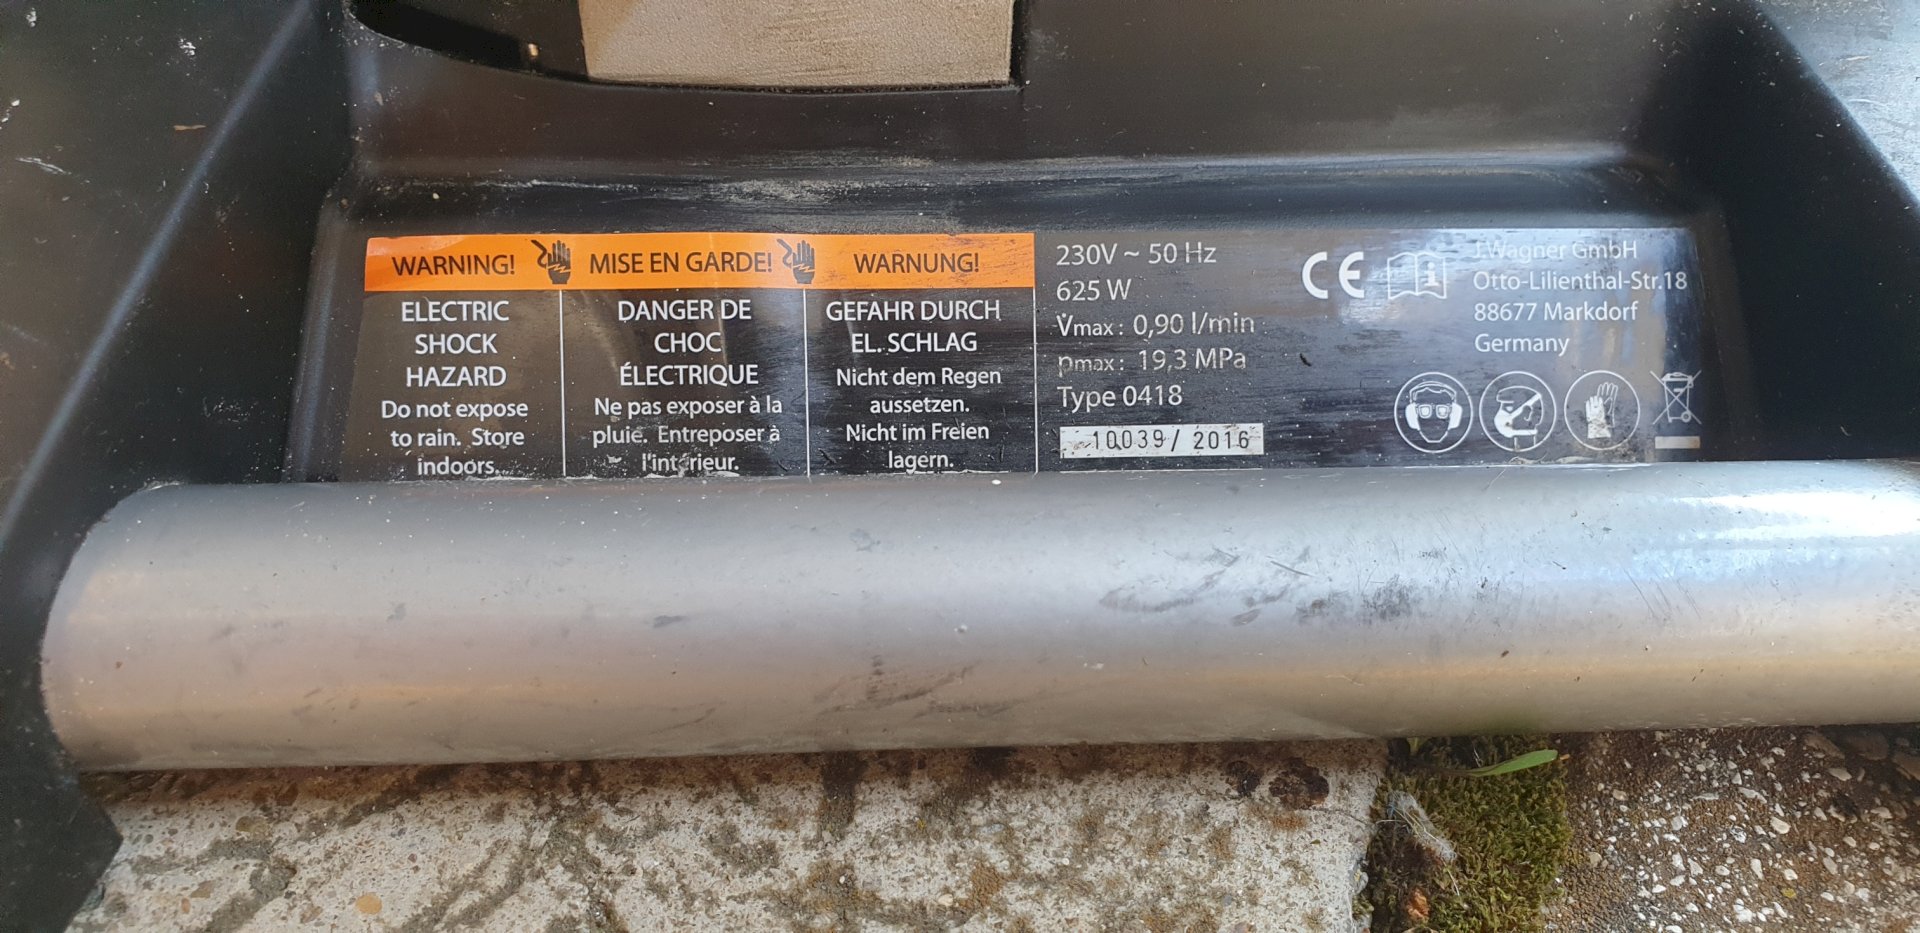 WARNING!
ELECTRIC
SHOCK
HAZARD
Do not expose
to rain. Store
indoors.
MISE EN GARDE!
DANGER DE
CHOC
ÉLECTRIQUE
Ne pas exposer à la
pluie. Entreposer à
l'intérieur.
WARNUNG!
GEFAHR DURCH
EL. SCHLAG
Nicht dem Regen
aussetzen.
Nicht im Freien
lagern.
230V ~ 50 Hz
625 W
V̇max: 0,90 l/min
pmax: 19,3 MPa
Type 0418
10039/ 2016
CE
i
J.Wagner GmbH
Otto-Lilienthal-Str.18
88677 Markdorf
Germany